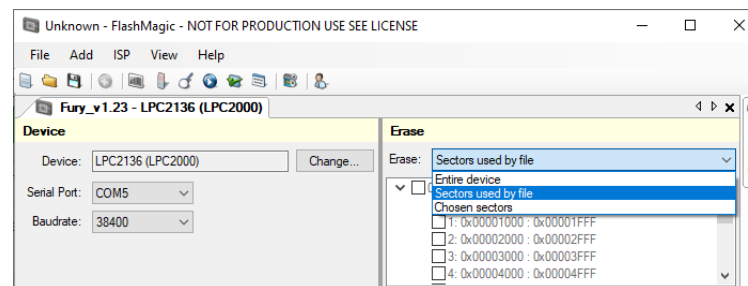 Unknown - FlashMagic - NOT FOR PRODUCTION USE SEE LICENSE
File Add ISP View Help
Fury_v1.23 - LPC2136 (LPC2000)
Device
Device: LPC2136 (LPC2000) Change...
Serial Port: COM5
Baudrate: 38400
Erase
Erase: Sectors used by file
Entire device
Sectors used by file
Chosen sectors
1: 0x00001000 : 0x00001FFF
2: 0x00002000 : 0x00002FFF
3: 0x00003000 : 0x00003FFF
4: 0x00004000 : 0x00004FFF